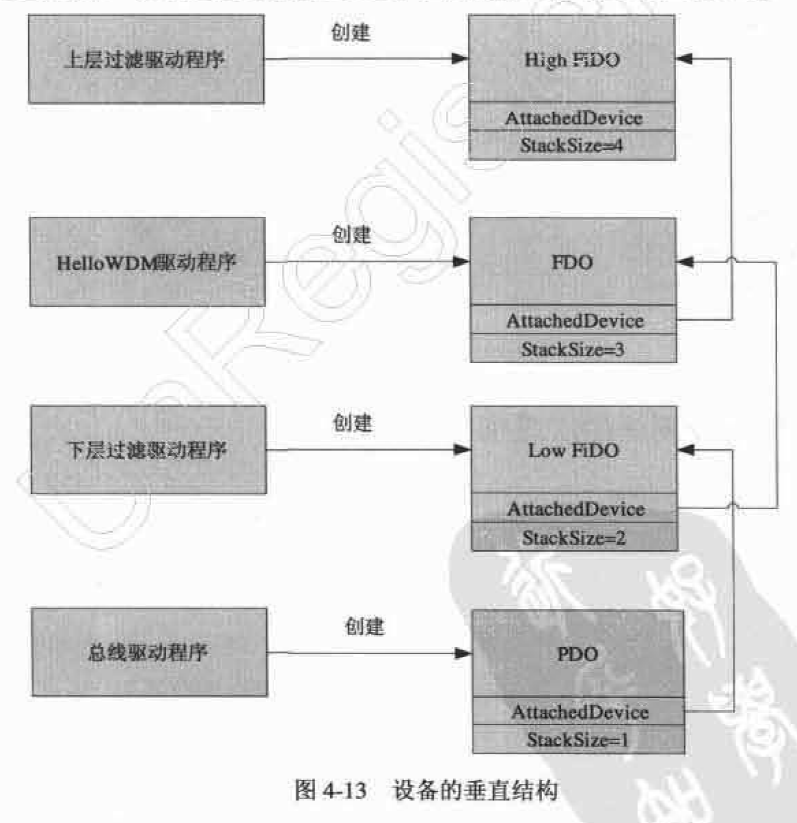 上层过滤驱动程序
创建
High FiDO
AttachedDevice
StackSize=4
HelloWDM驱动程序
创建
FDO
AttachedDevice
StackSize=3
下层过滤驱动程序
创建
Low FiDO
AttachedDevice
StackSize=2
总线驱动程序
创建
PDO
AttachedDevice
StackSize=1
图 4-13 设备的垂直结构